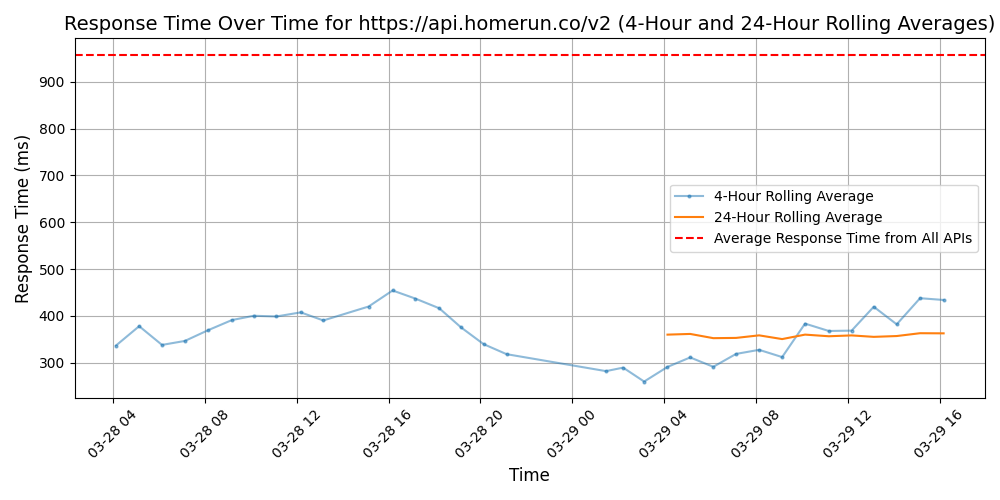 Response Time Over Time for https://api.homerun.co/v2 (4-Hour and 24-Hour Rolling Averages)
Response Time (ms)
900
800
700
600
500
400
300
4-Hour Rolling Average
24-Hour Rolling Average
Average Response Time from All APIs
03-28 04
03-28 08
03-28 12
03-28 16
03-28 20
03-29 00
03-29 04
03-29 08
03-29 12
03-29 16
Time